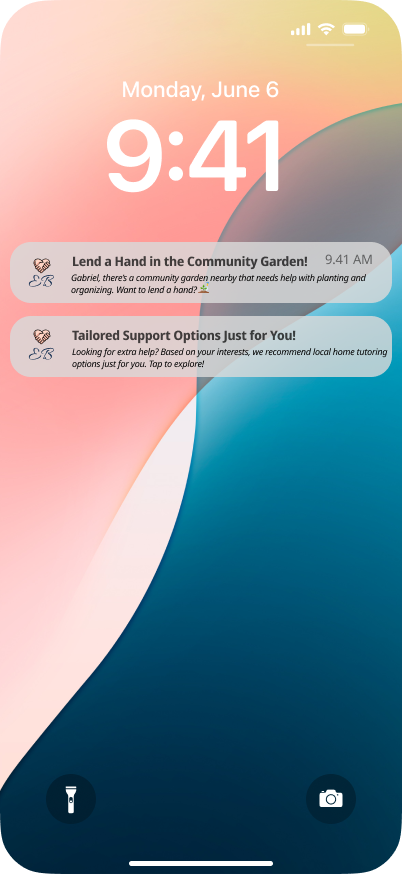 Monday, June 6
9:41
Lend a Hand in the Community Garden!
9.41 AM
Gabriel, there's a community garden nearby that needs help with planting and
organizing. Want to lend a hand? 🌱
EB
Tailored Support Options Just for You!
Looking for extra help? Based on your interests, we recommend local home tutoring
options just for you. Tap to explore!
EB